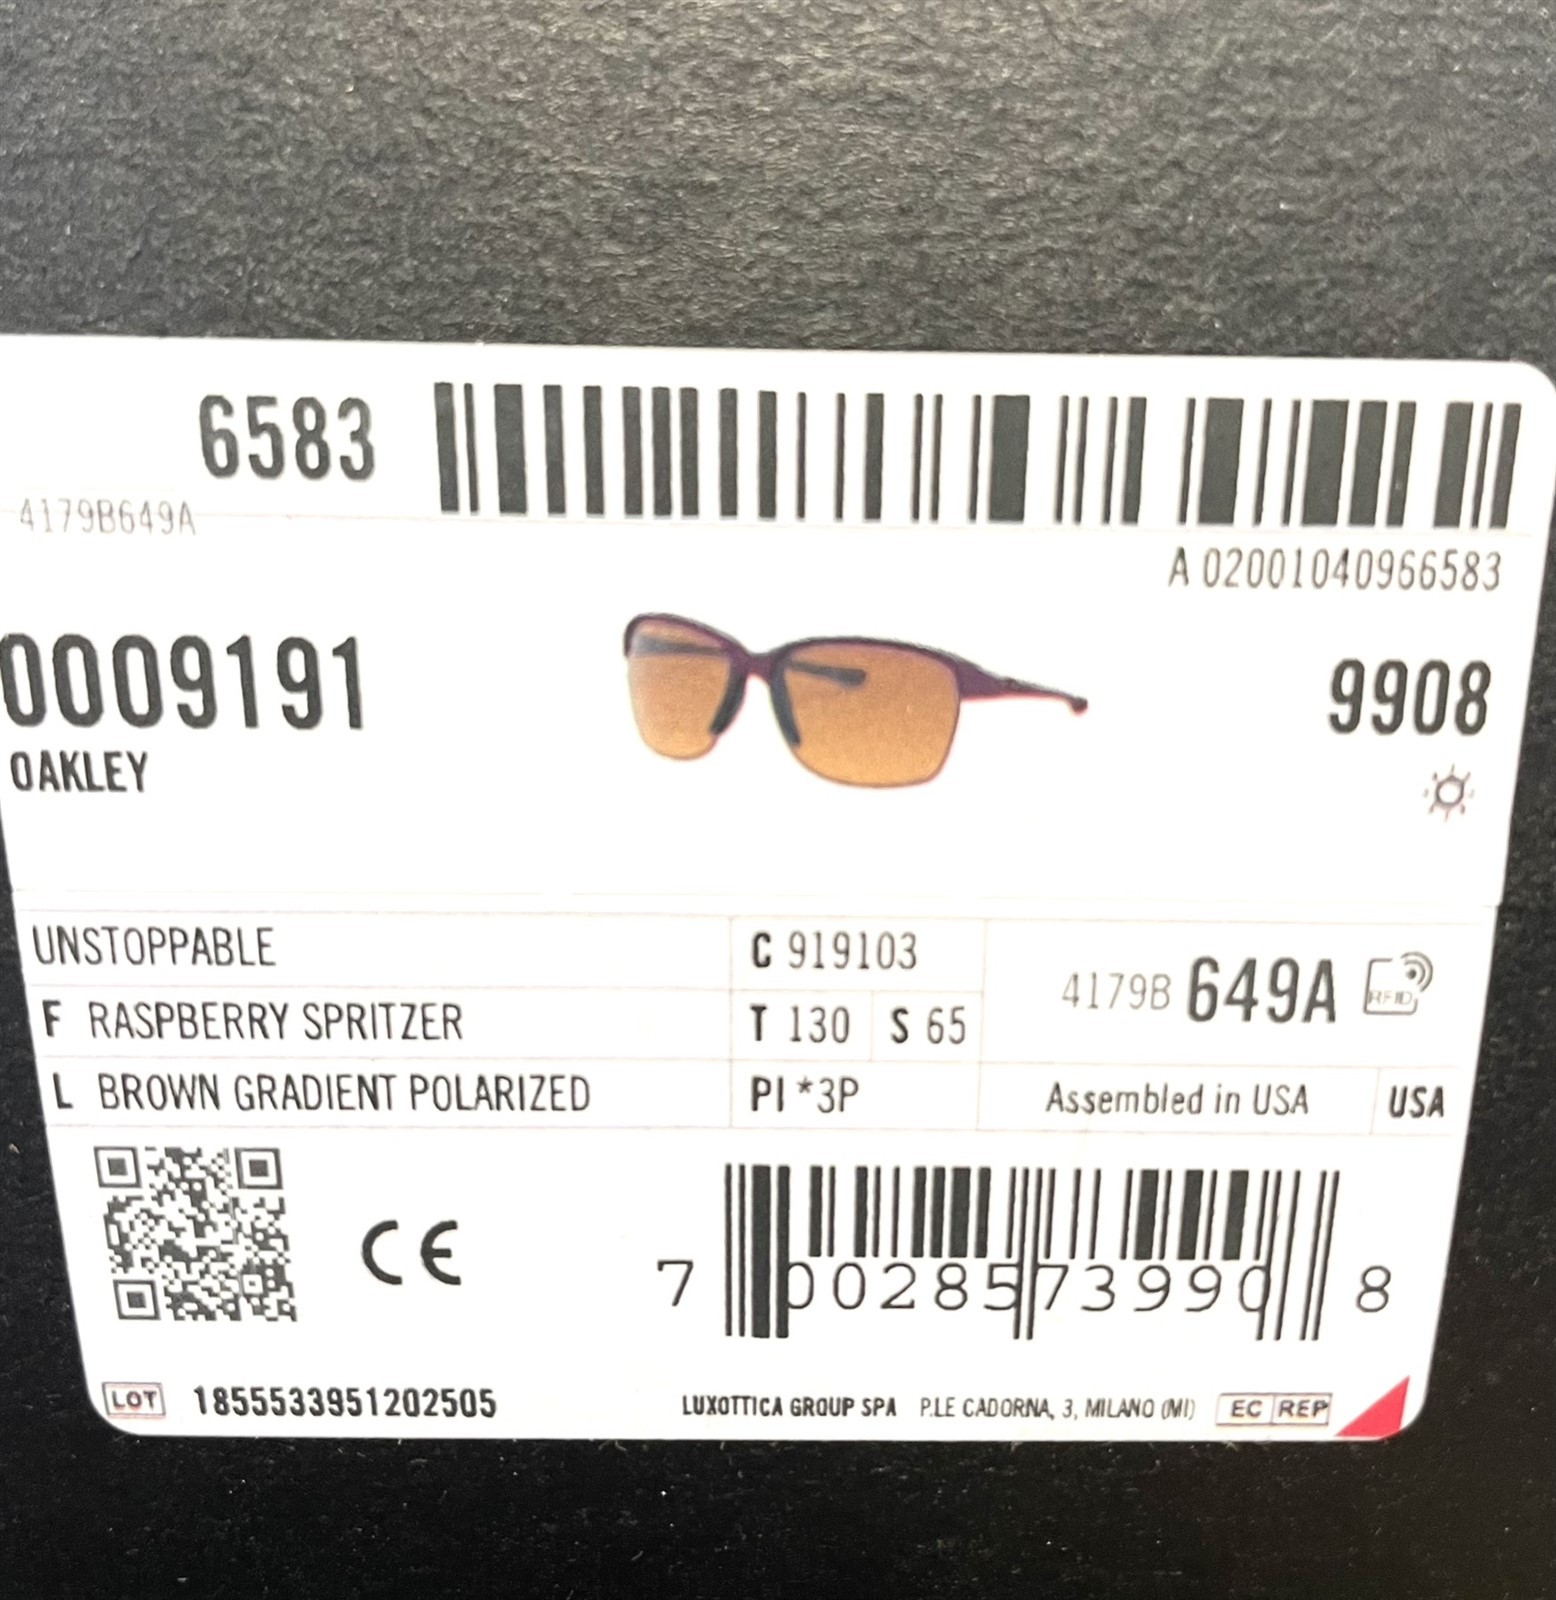 6583
4179B649A
A 02001040966583
0009191
OAKLEY
9908
UNSTOPPABLE
C 919103
4179B 649A
RFID
F RASPBERRY SPRITZER
T 130 S 65
L BROWN GRADIENT POLARIZED
PI *3P
Assembled in USA
USA
CE
7 00285 73990 8
LOT 1855533951202505
LUXOTTICA GROUP SPA P.LE CADORNA, 3, MILANO (MI) EC REP